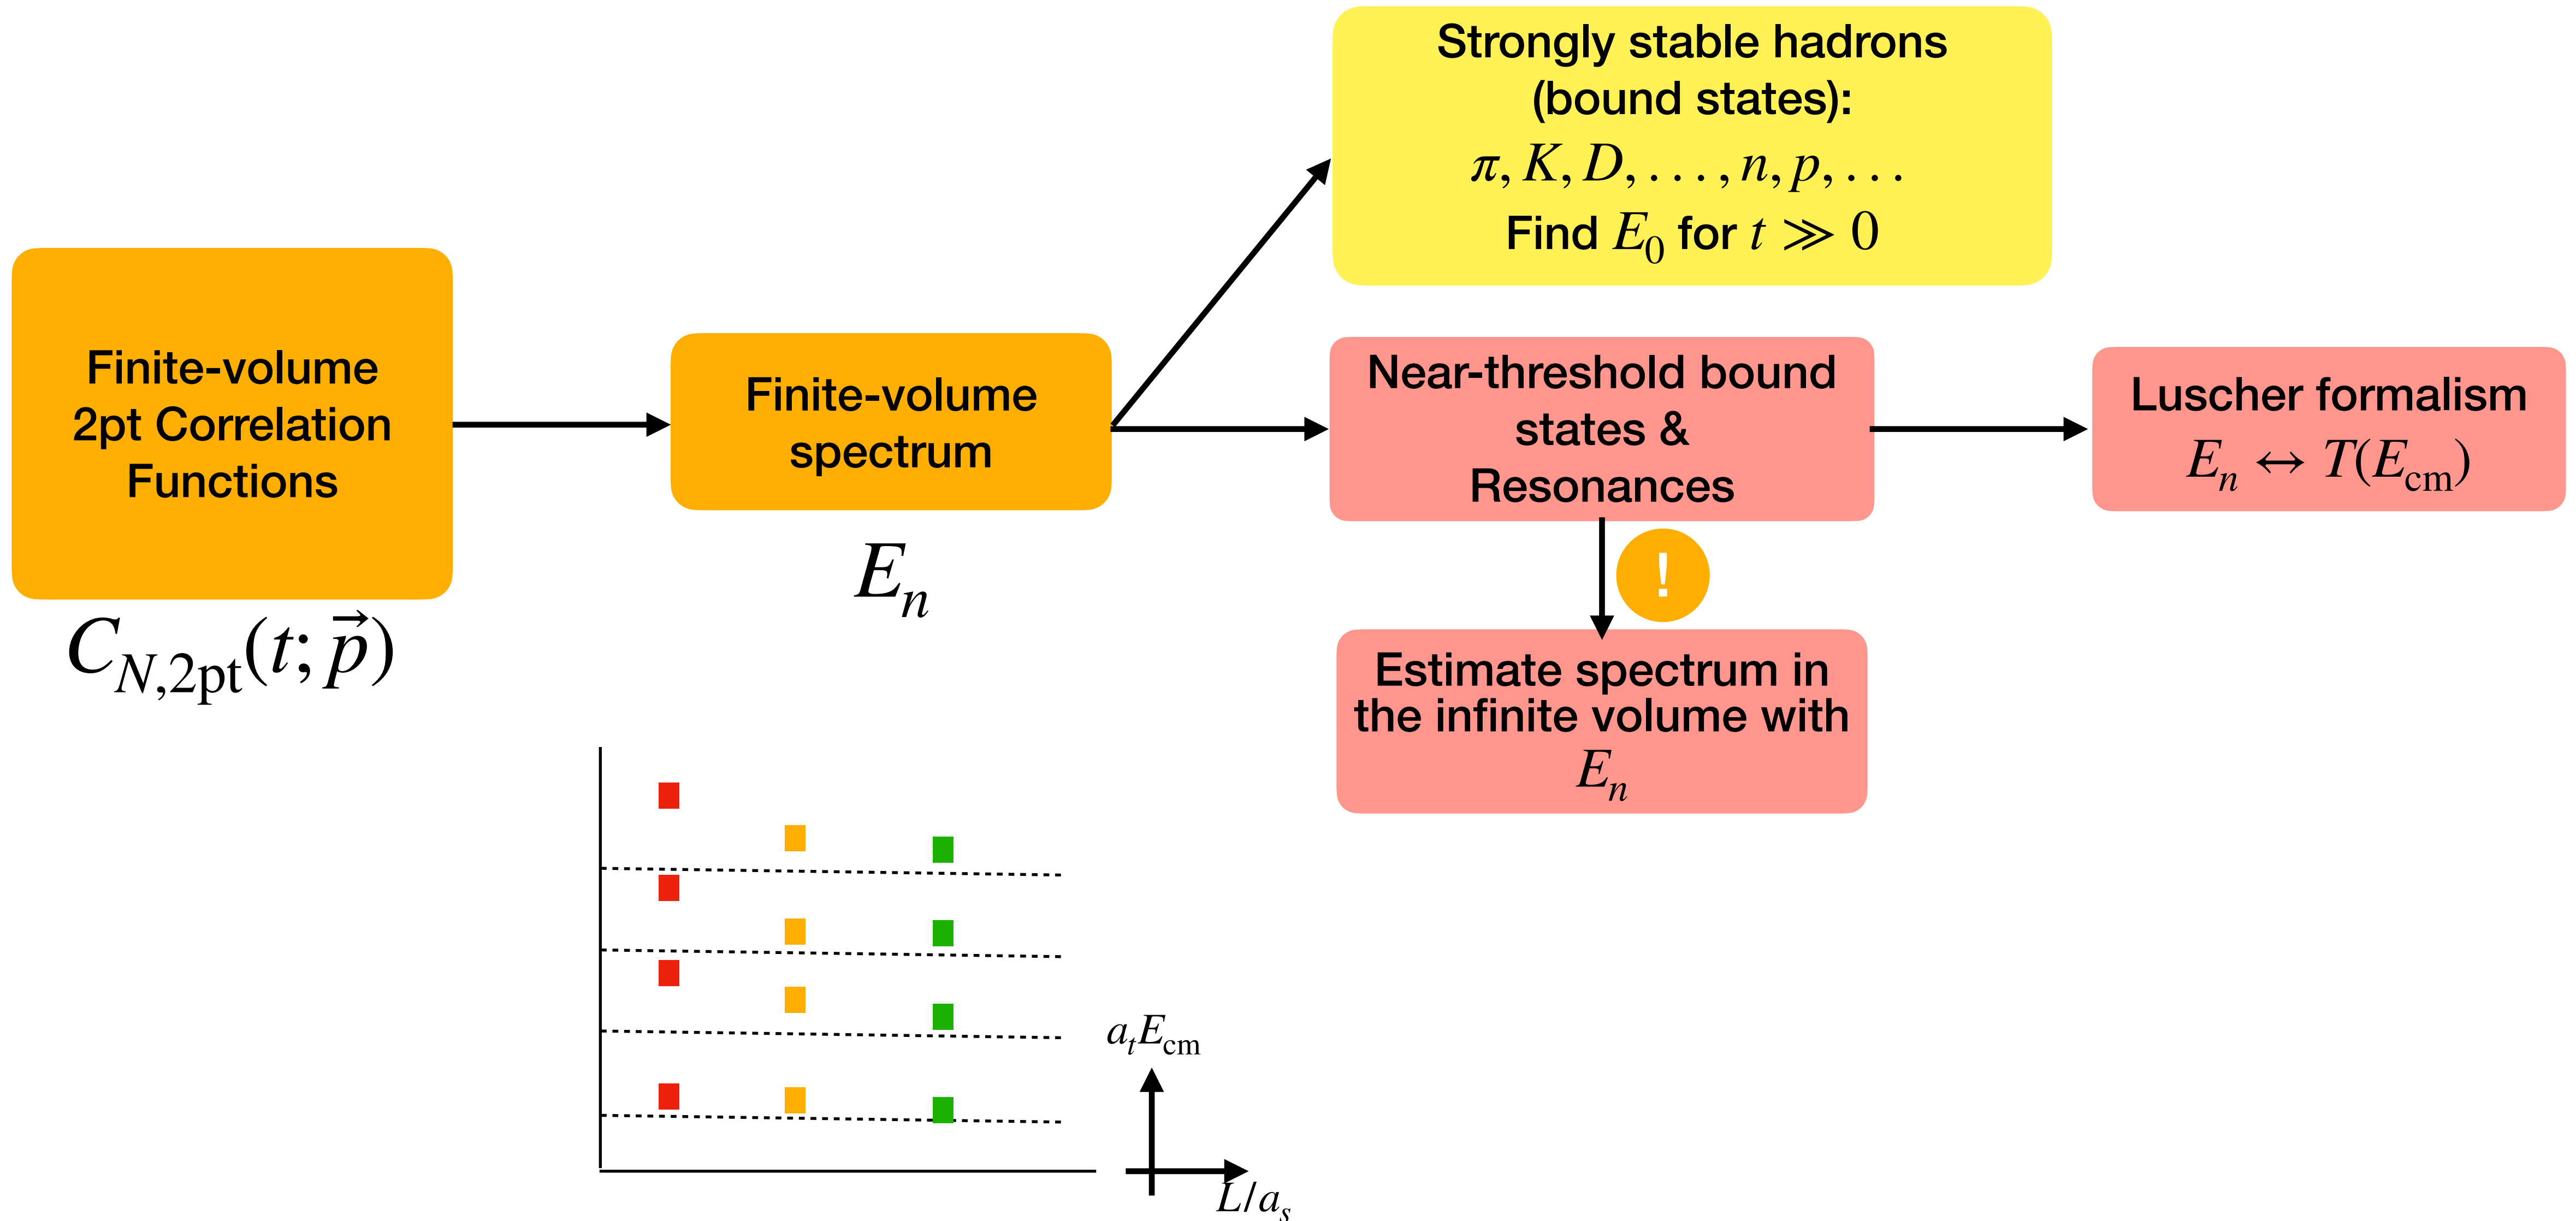 Finite-volume
2pt Correlation
Functions
C_{N,2pt}(t; \vec{p})
Finite-volume
spectrum
E_n
Strongly stable hadrons
(bound states):
π, K, D, . . . , n, p, . . .
Find E_0 for t ≫ 0
Near-threshold bound
states &
Resonances
!
Estimate spectrum in
the infinite volume with
E_n
Luscher formalism
E_n ↔ T(E_cm)
a_t E_cm
L/a_s